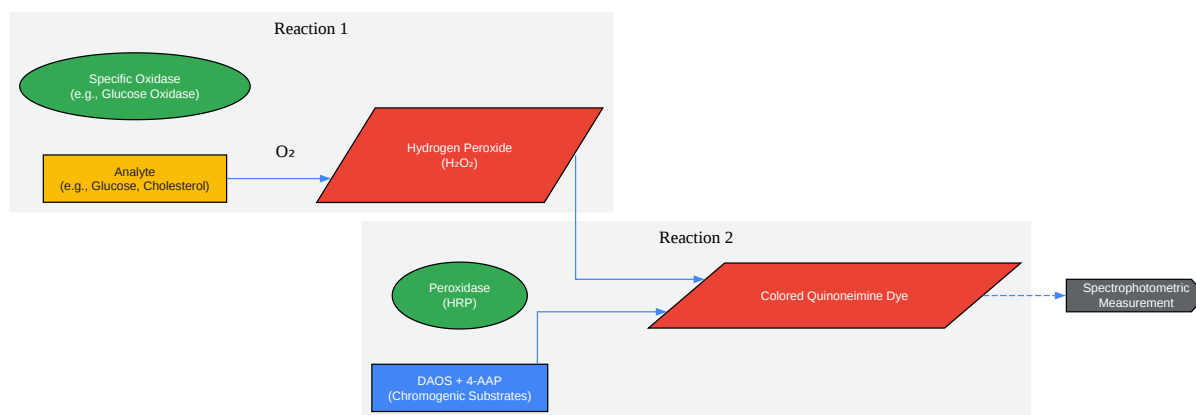 Reaction 1
Specific Oxidase
(e.g., Glucose Oxidase)
O₂
Hydrogen Peroxide
(H₂O₂)
Analyte
(e.g., Glucose, Cholesterol)
Reaction 2
Peroxidase
(HRP)
Colored Quinoneimine Dye
Spectrophotometric
Measurement
DAOS + 4-AAP
(Chromogenic Substrates)